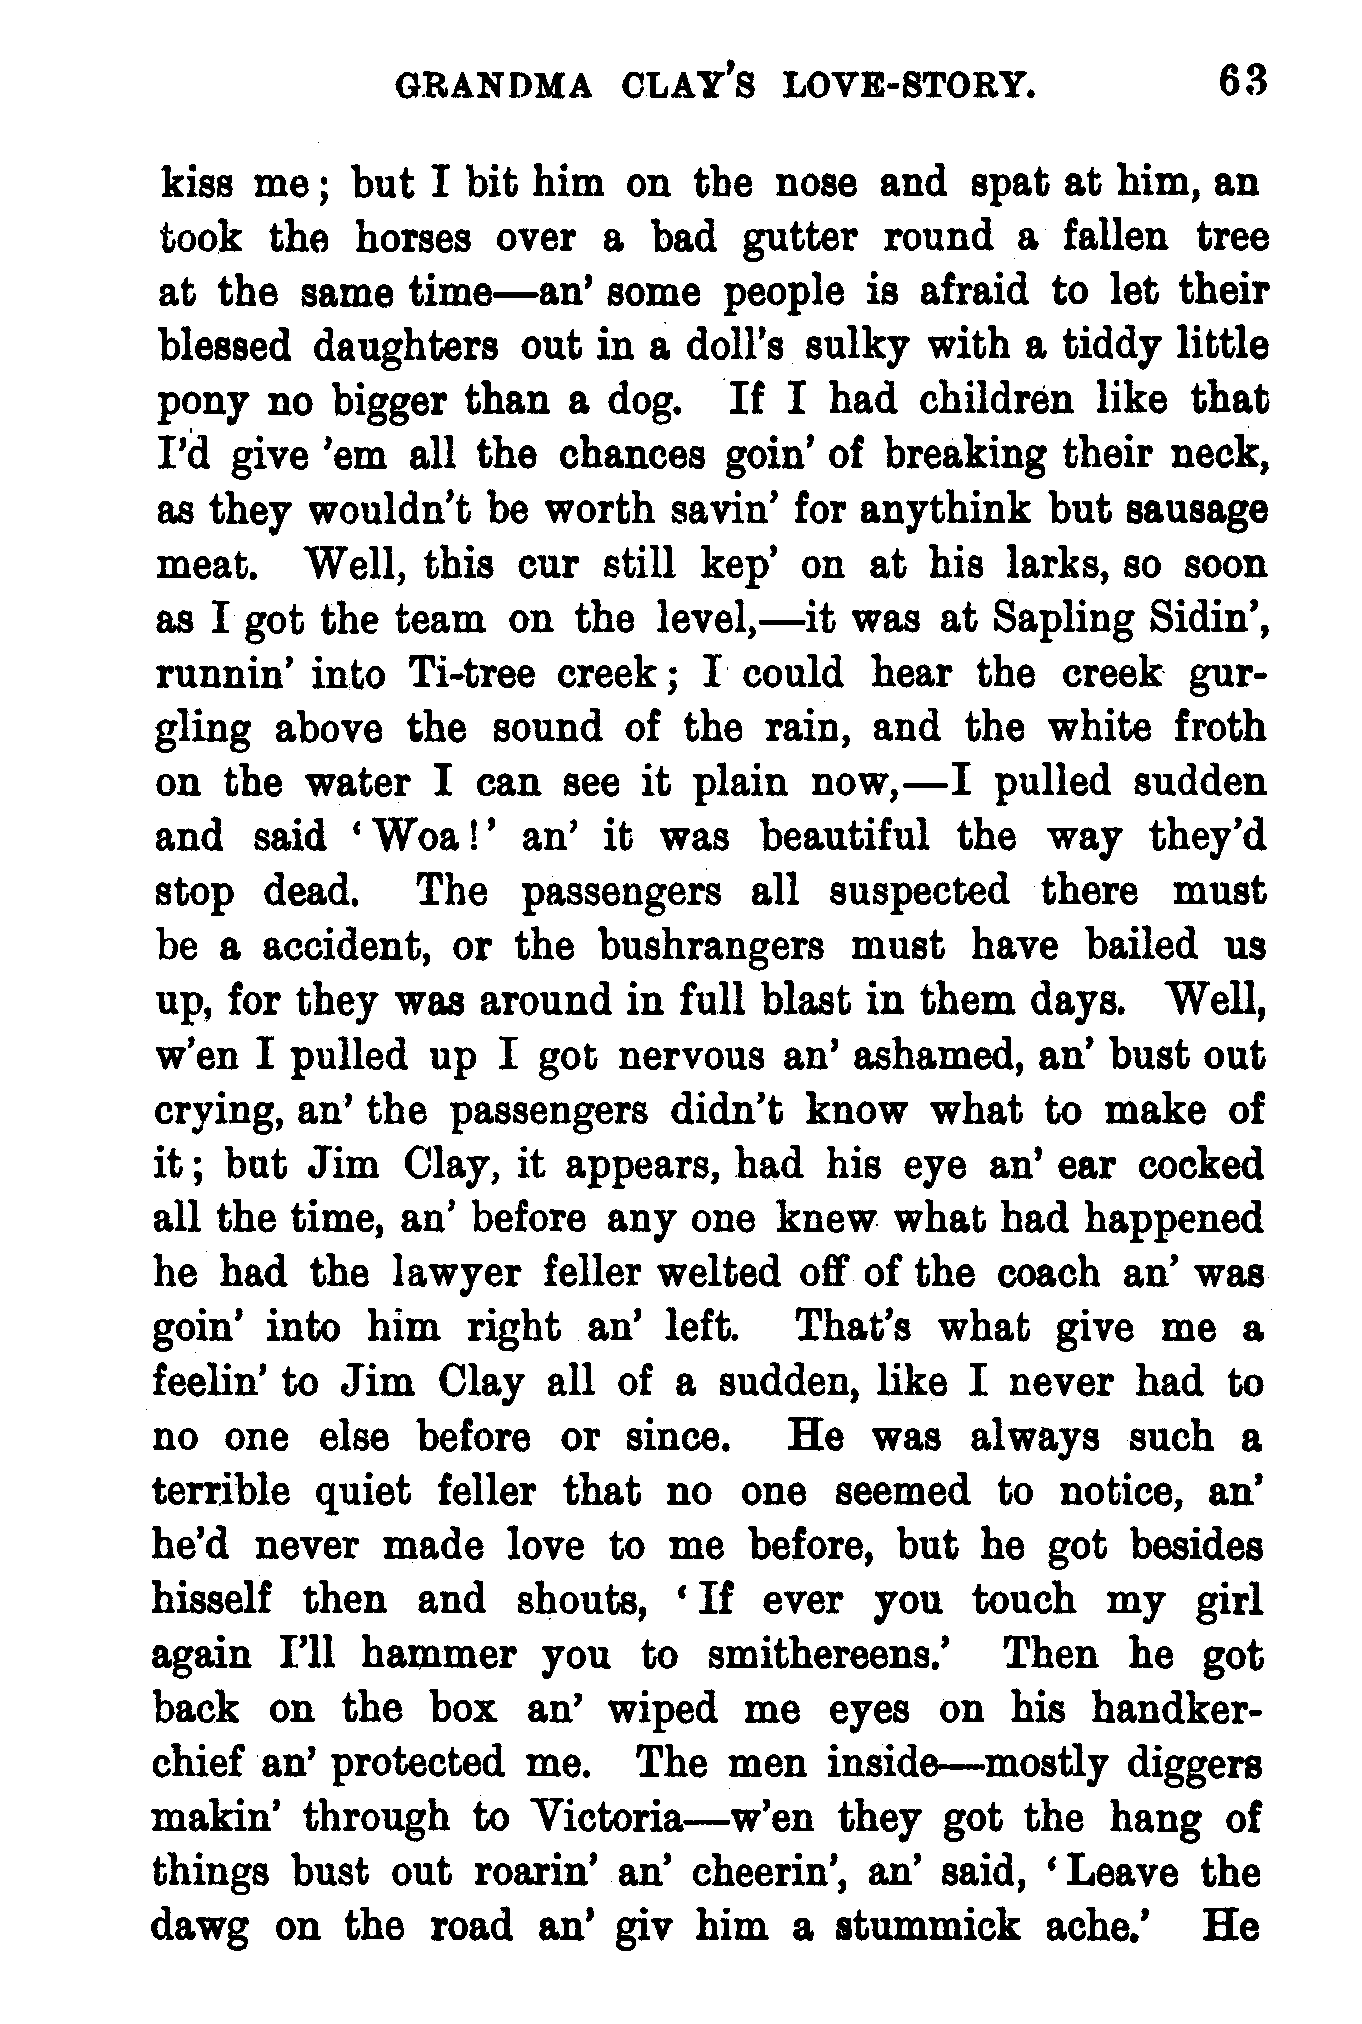 GRANDMA CLAY'S LOVE-STORY. 63
kiss me; but I bit him on the nose and spat at him, an
took the horses over a bad gutter round a fallen tree
at the same time—an' some people is afraid to let their
blessed daughters out in a doll's sulky with a tiddy little
pony no bigger than a dog. If I had children like that
I'd give 'em all the chances goin' of breaking their neck,
as they wouldn't be worth savin' for anythink but sausage
meat. Well, this cur still kep' on at his larks, so soon
as I got the team on the level,—it was at Sapling Sidin',
runnin' into Ti-tree creek; I could hear the creek gur-
gling above the sound of the rain, and the white froth
on the water I can see it plain now,—I pulled sudden
and said 'Woa!' an' it was beautiful the way they'd
stop dead. The passengers all suspected there must
be a accident, or the bushrangers must have bailed us
up, for they was around in full blast in them days. Well,
w'en I pulled up I got nervous an' ashamed, an' bust out
crying, an' the passengers didn't know what to make of
it; but Jim Clay, it appears, had his eye an' ear cocked
all the time, an' before any one knew what had happened
he had the lawyer feller welted off of the coach an' was
goin' into him right an' left. That's what give me a
feelin' to Jim Clay all of a sudden, like I never had to
no one else before or since. He was always such a
terrible quiet feller that no one seemed to notice, an'
he'd never made love to me before, but he got besides
hisself then and shouts, 'If ever you touch my girl
again I'll hammer you to smithereens.' Then he got
back on the box an' wiped me eyes on his handker-
chief an' protected me. The men inside—mostly diggers
makin' through to Victoria—w'en they got the hang of
things bust out roarin' an' cheerin', an' said, 'Leave the
dawg on the road an' giv him a stummick ache.' He